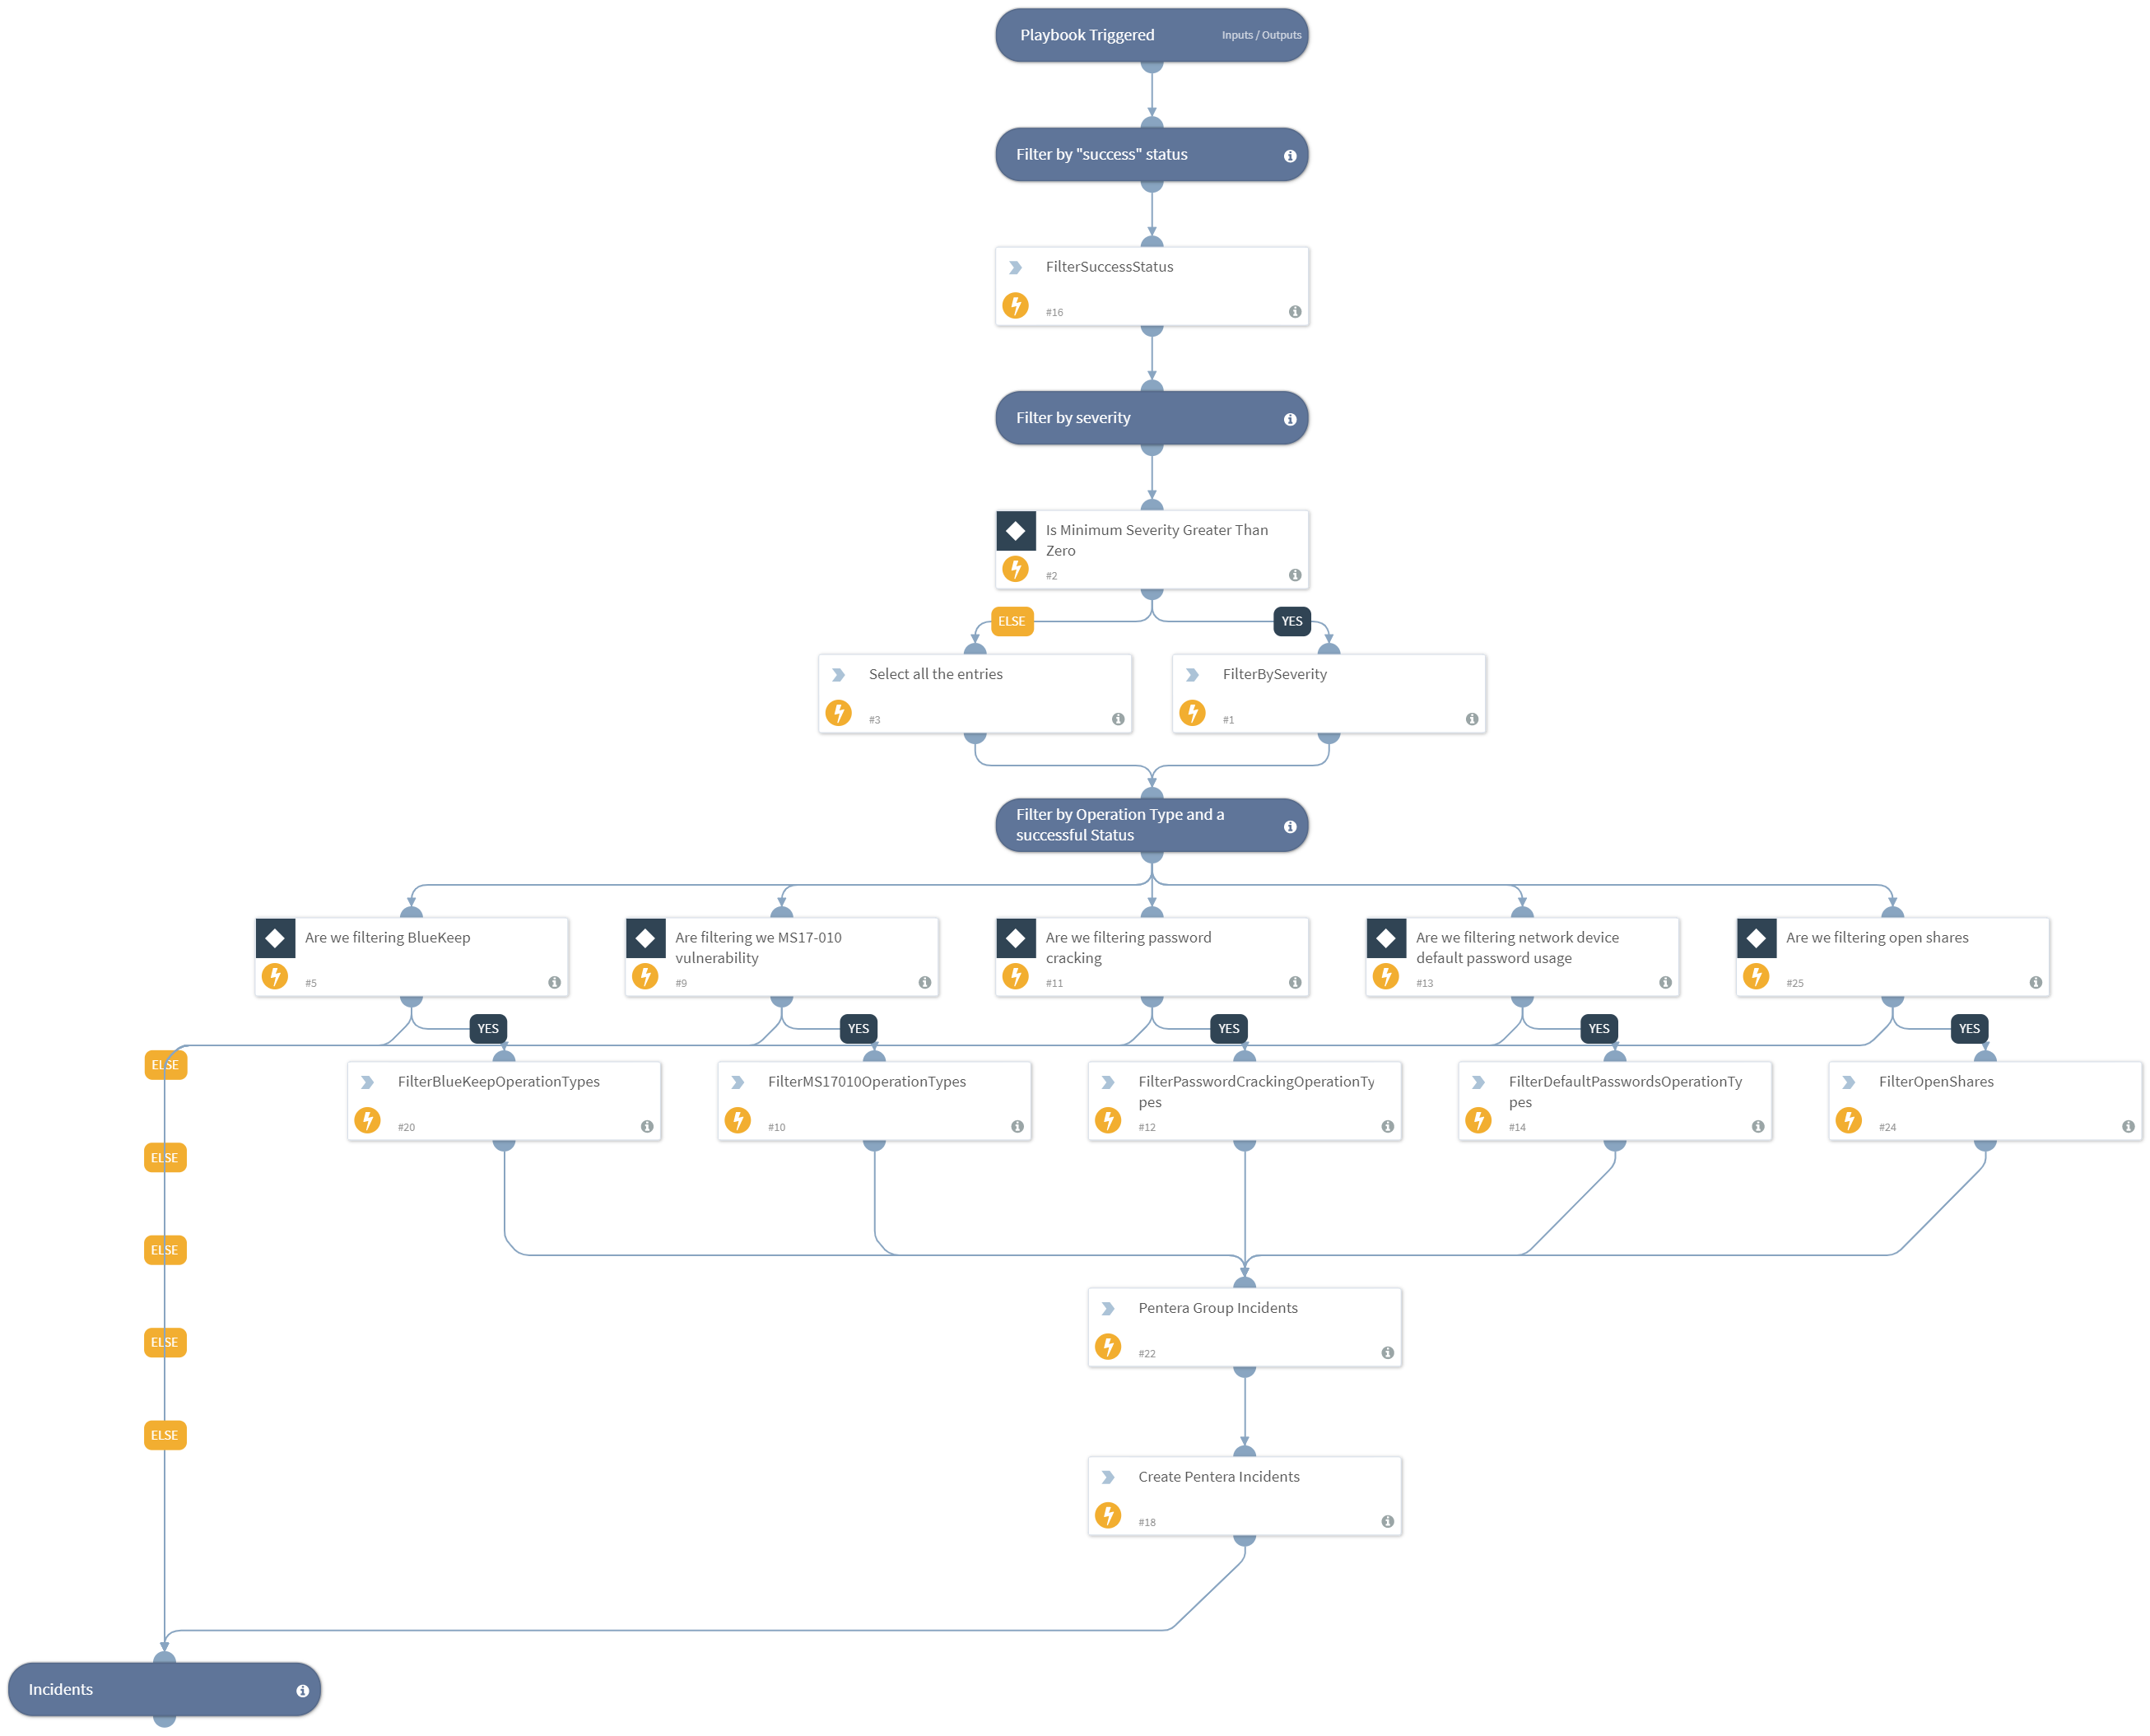 Playbook Triggered
Inputs / Outputs
Filter by "success" status
FilterSuccessStatus
#16
Filter by severity
Is Minimum Severity Greater Than
Zero
#2
ELSE
YES
Select all the entries
#3
FilterBySeverity
#1
Filter by Operation Type and a
successful Status
Are we filtering BlueKeep
#5
Are filtering we MS17-010
vulnerability
#9
Are we filtering password
cracking
#11
Are we filtering network device
default password usage
#13
Are we filtering open shares
#25
YES
YES
YES
YES
YES
ELSE
FilterBlueKeepOperationTypes
#20
FilterMS17010OperationTypes
#10
FilterPasswordCrackingOperationTy
pes
#12
FilterDefaultPasswordsOperationTy
pes
#14
FilterOpenShares
#24
ELSE
ELSE
Pentera Group Incidents
#22
ELSE
ELSE
Create Pentera Incidents
#18
Incidents